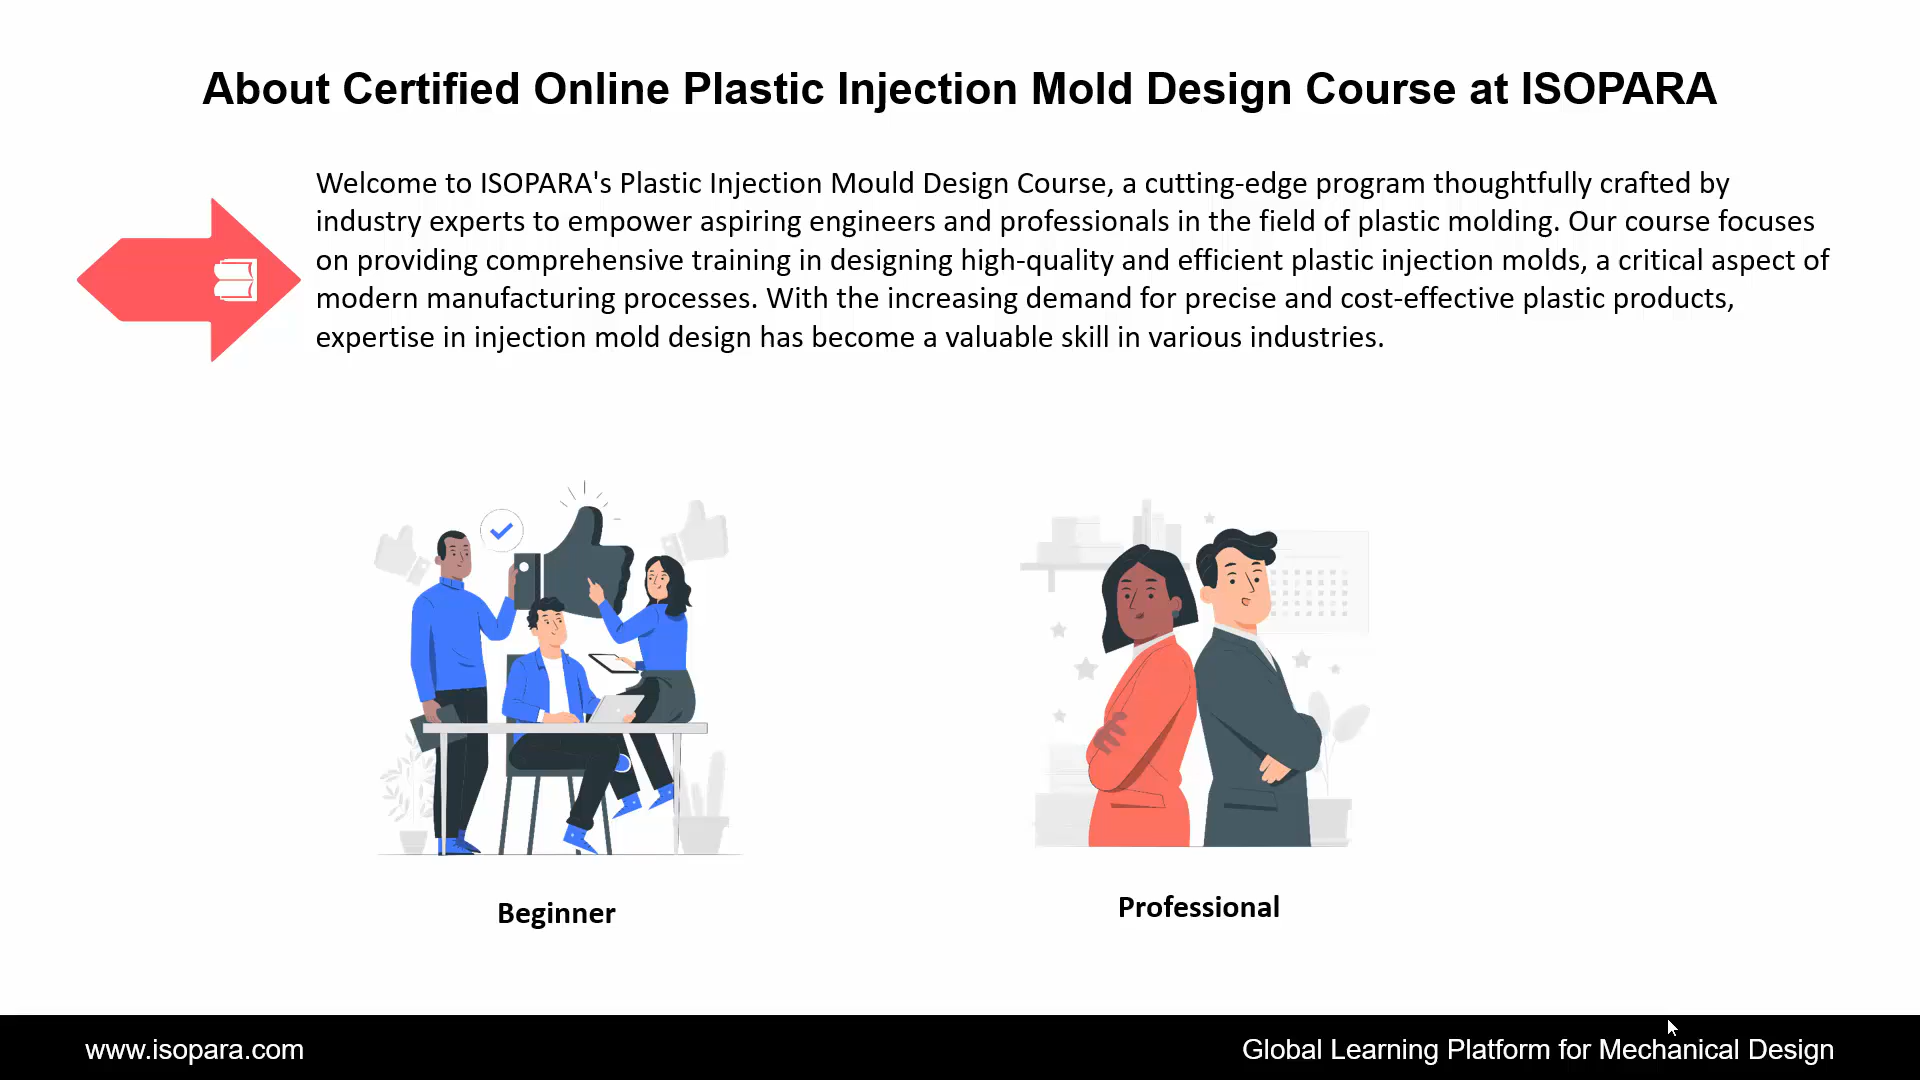 About Certified Online Plastic Injection Mold Design Course at ISOPARA
Welcome to ISOPARA's Plastic Injection Mould Design Course, a cutting-edge program thoughtfully crafted by
industry experts to empower aspiring engineers and professionals in the field of plastic molding. Our course focuses
on providing comprehensive training in designing high-quality and efficient plastic injection molds, a critical aspect of
modern manufacturing processes. With the increasing demand for precise and cost-effective plastic products,
expertise in injection mold design has become a valuable skill in various industries.
Beginner
Professional
www.isopara.com
Global Learning Platform for Mechanical Design